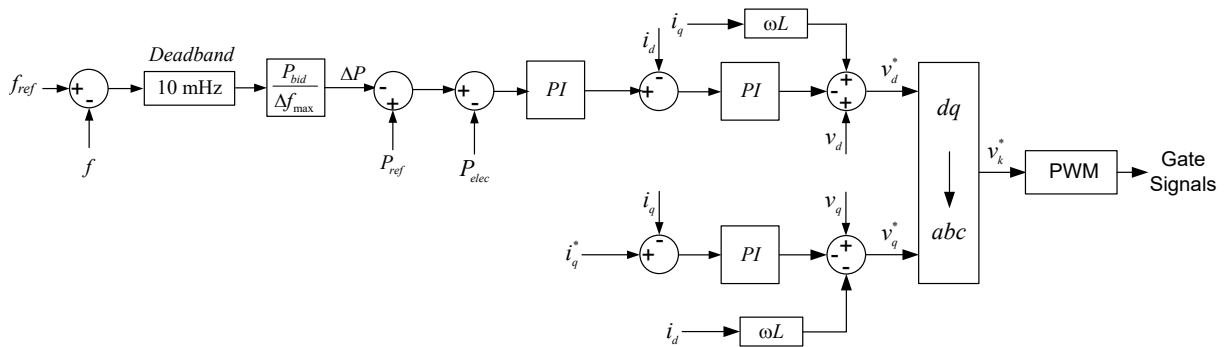 Deadband
f_ref
+
-
f
10 mHz
P_bid
Δf_max
ΔP
-
+
P_ref
+
-
P_elec
PI
i_d
-
+
PI
i_q
ωL
+
-
+
v_d
v_d^*
i_q^*
i_q
-
+
PI
v_q
+
-
-
i_d
ωL
v_q^*
dq
abc
v_k^*
PWM
Gate
Signals